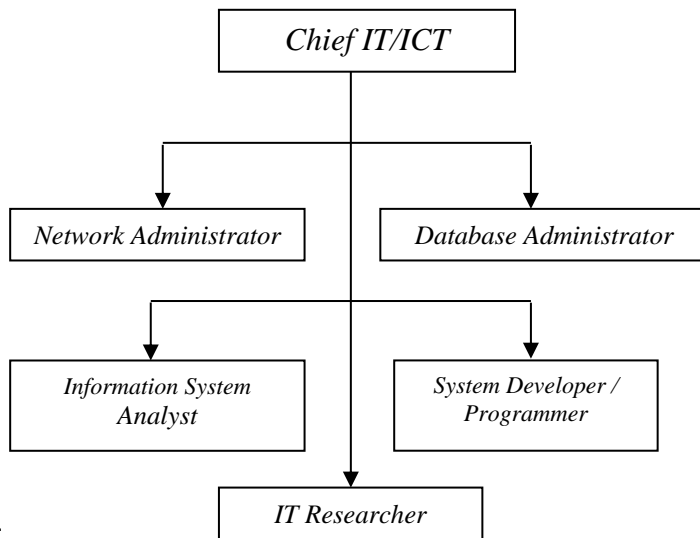 Chief IT/ICT
Network Administrator
Database Administrator
Information System
Analyst
System Developer /
Programmer
IT Researcher
.